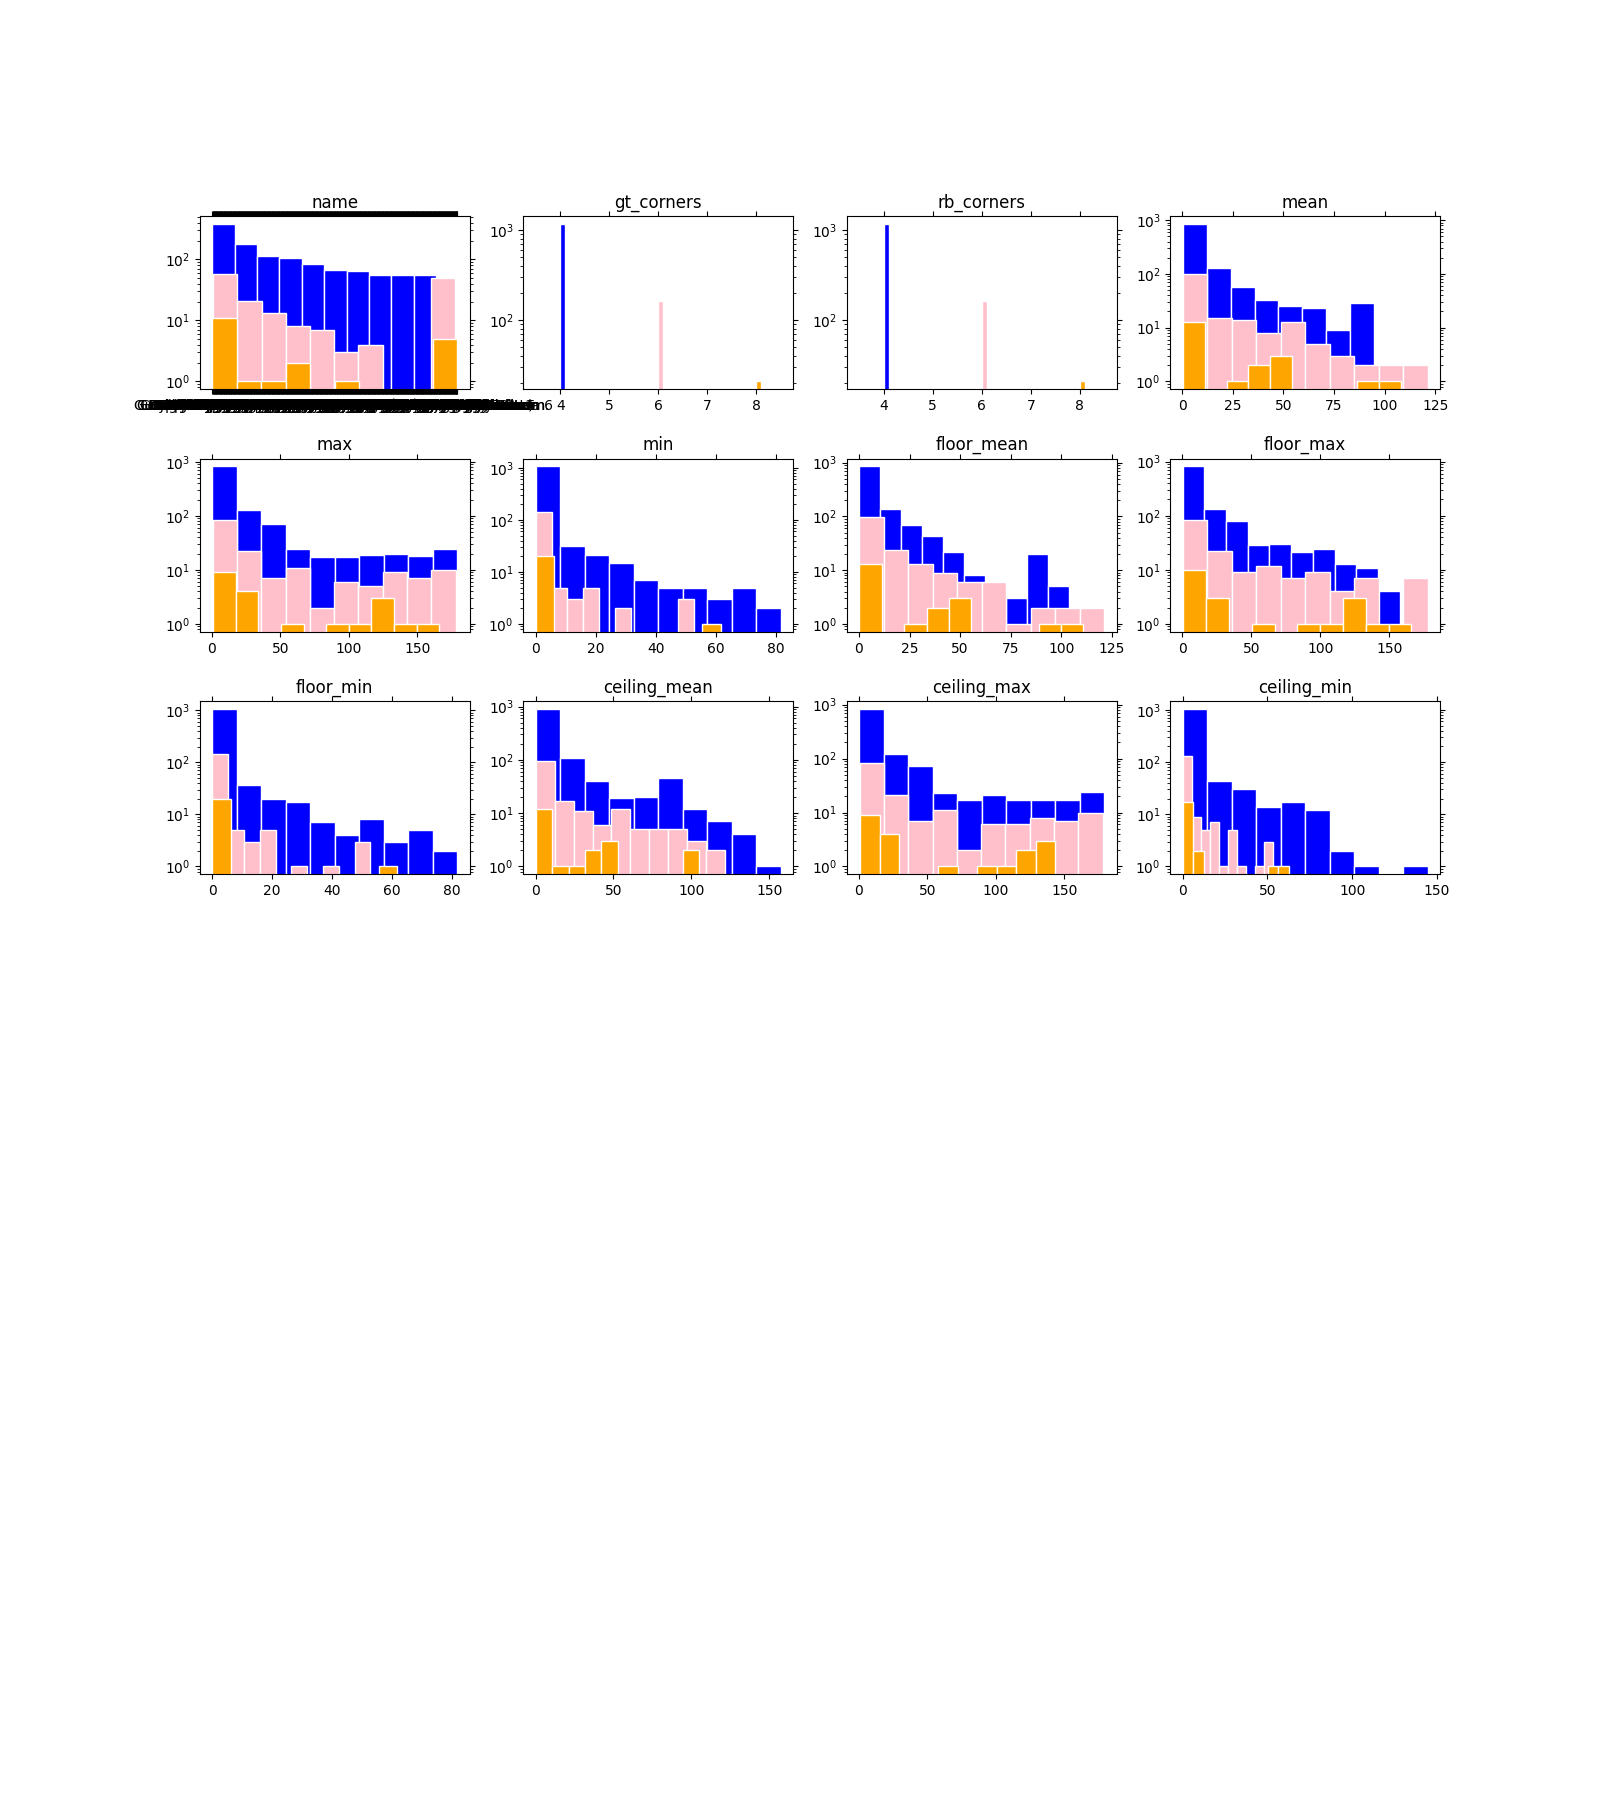 name gt_corners rb_corners mean
10² 10¹ 10⁰
10³ 10²
10³ 10²
10³ 10² 10¹ 10⁰
6 4 5 6 7 8
4 5 6 7 8
0 25 50 75 100 125
max min floor_mean floor_max
10³ 10² 10¹ 10⁰
10³ 10² 10¹ 10⁰
10³ 10² 10¹ 10⁰
10³ 10² 10¹ 10⁰
0 50 100 150
0 20 40 60 80
0 25 50 75 100 125
0 50 100 150
floor_min ceiling_mean ceiling_max ceiling_min
10³ 10² 10¹ 10⁰
10³ 10² 10¹ 10⁰
10³ 10² 10¹ 10⁰
10³ 10² 10¹ 10⁰
0 20 40 60 80
0 50 100 150
0 50 100 150
0 50 100 150